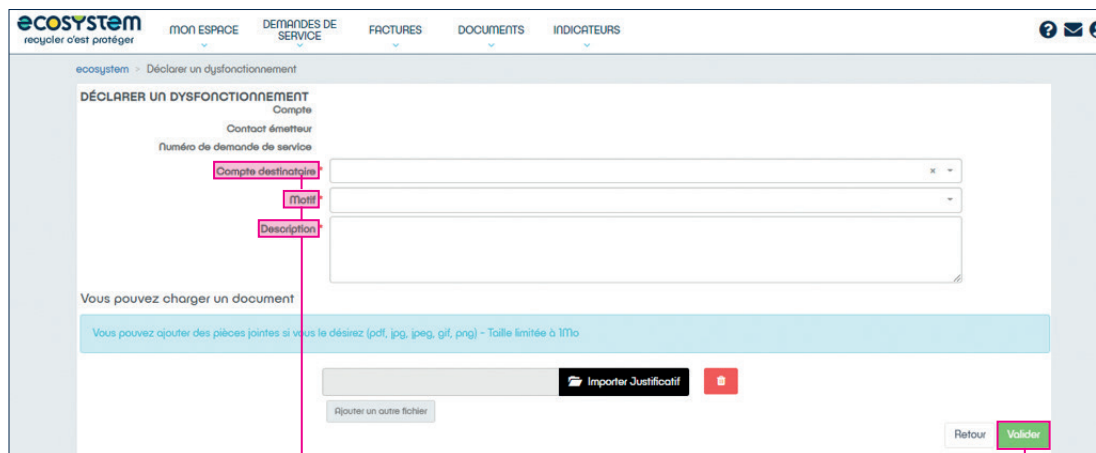 ecosystem
recycler c'est protéger
MON ESPACE
DEMANDES DE
SERVICE
FACTURES
DOCUMENTS
INDICATEURS
ecosystem > Déclarer un dysfonctionnement
DÉCLARER UN DYSFONCTIONNEMENT
Compte
Contact émetteur
Numéro de demande de service
Compte destinataire *
Motif *
Description *
Vous pouvez charger un document
Vous pouvez ajouter des pièces jointes si vous le désirez (pdf, jpg, jpeg, gif, png) - Taille limitée à 1Mo
Importer Justificatif
Ajouter un autre fichier
Retour
Valider